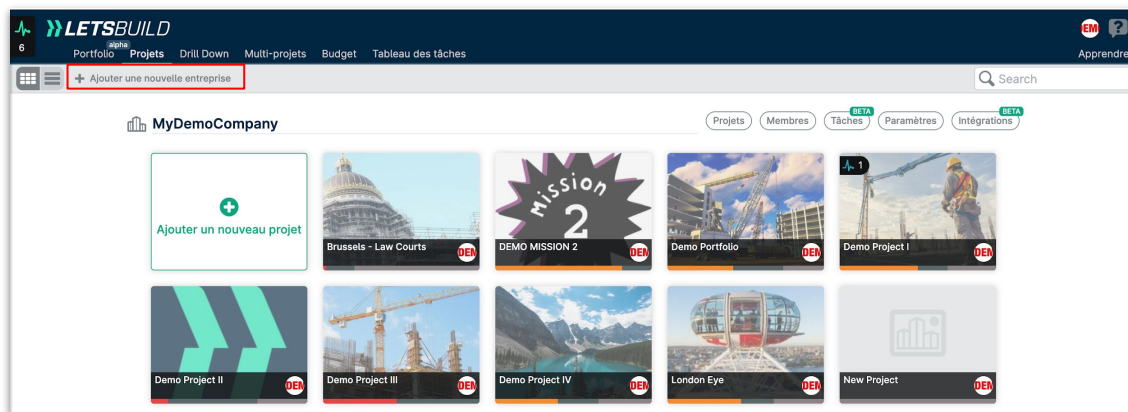 LETSBUILD
EM
?
6
alpha
Portfolio Projets Drill Down Multi-projets Budget Tableau des tâches
Apprendre
+ Ajouter une nouvelle entreprise
Search
MyDemoCompany
BETA
BETA
Projets Membres Tâches Paramètres Intégrations
1
Mission
2
Ajouter un nouveau projet
Brussels - Law Courts
DEM
DEMO MISSION 2
DEM
Demo Portfolio
DEM
Demo Project I
DEM
Demo Project II
DEM
Demo Project III
DEM
Demo Project IV
DEM
London Eye
DEM
New Project
DEM